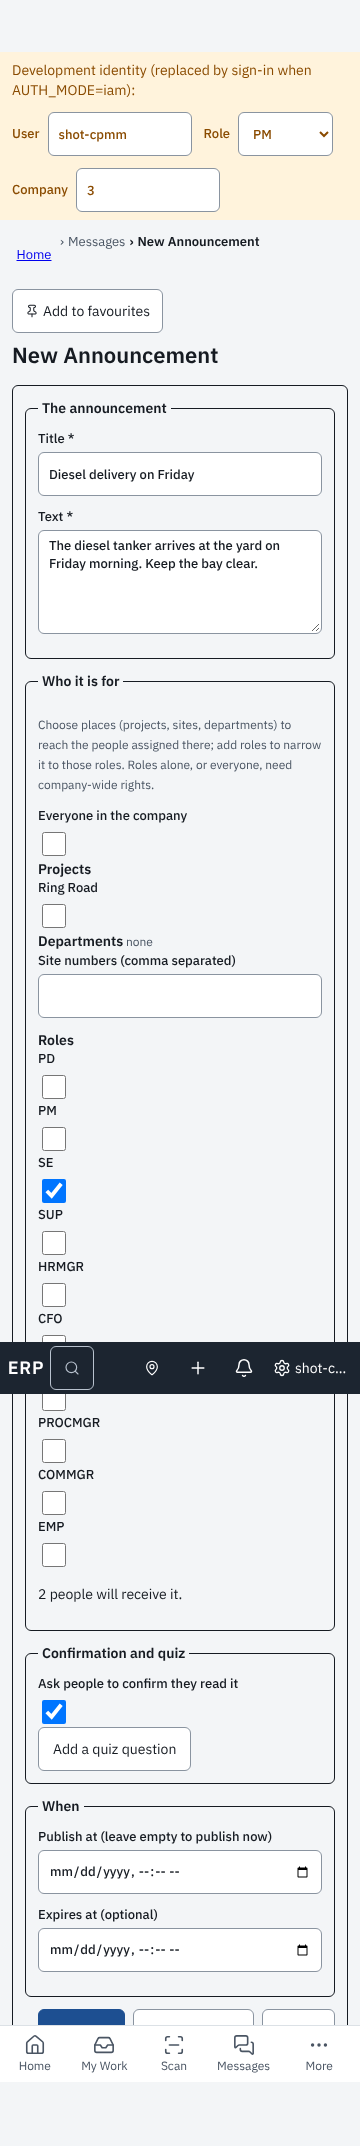 Development identity (replaced by sign-in when
AUTH_MODE=iam):
User shot-cpmm Role PM
Company 3
Home › Messages › New Announcement
Add to favourites
New Announcement
The announcement
Title *
Diesel delivery on Friday
Text *
The diesel tanker arrives at the yard on
Friday morning. Keep the bay clear.
Who it is for
Choose places (projects, sites, departments) to
reach the people assigned there; add roles to narrow
it to those roles. Roles alone, or everyone, need
company-wide rights.
Everyone in the company
Projects
Ring Road
Departments none
Site numbers (comma separated)
Roles
PD
PM
SE
SUP
HRMGR
CFO
ERP shot-c...
PROCMGR
COMMGR
EMP
2 people will receive it.
Confirmation and quiz
Ask people to confirm they read it
Add a quiz question
When
Publish at (leave empty to publish now)
mm/dd/yyyy, --:-- --
Expires at (optional)
mm/dd/yyyy, --:-- --
Home My Work Scan Messages More